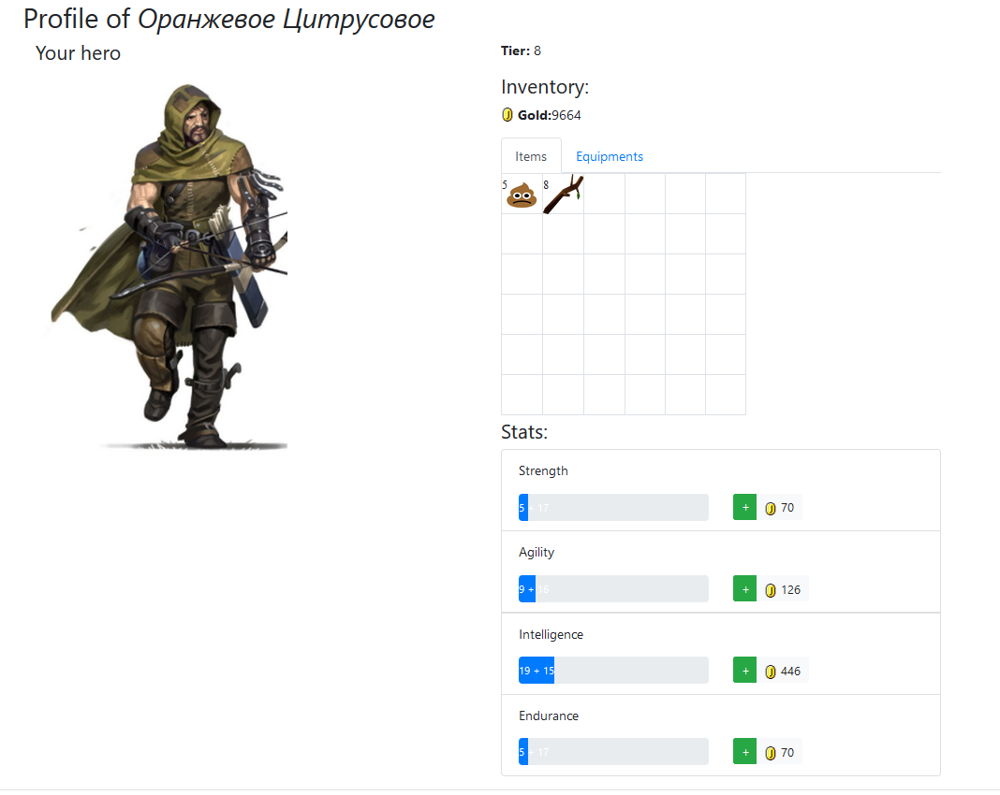 Profile of Оранжевое Цитрусовое
Your hero
Tier: 8
Inventory:
Gold:9664
Items Equipments
5 8
Stats:
Strength
5 + 17 + 70
Agility
9 + 16 + 126
Intelligence
19 + 15 + 446
Endurance
5 + 17 + 70